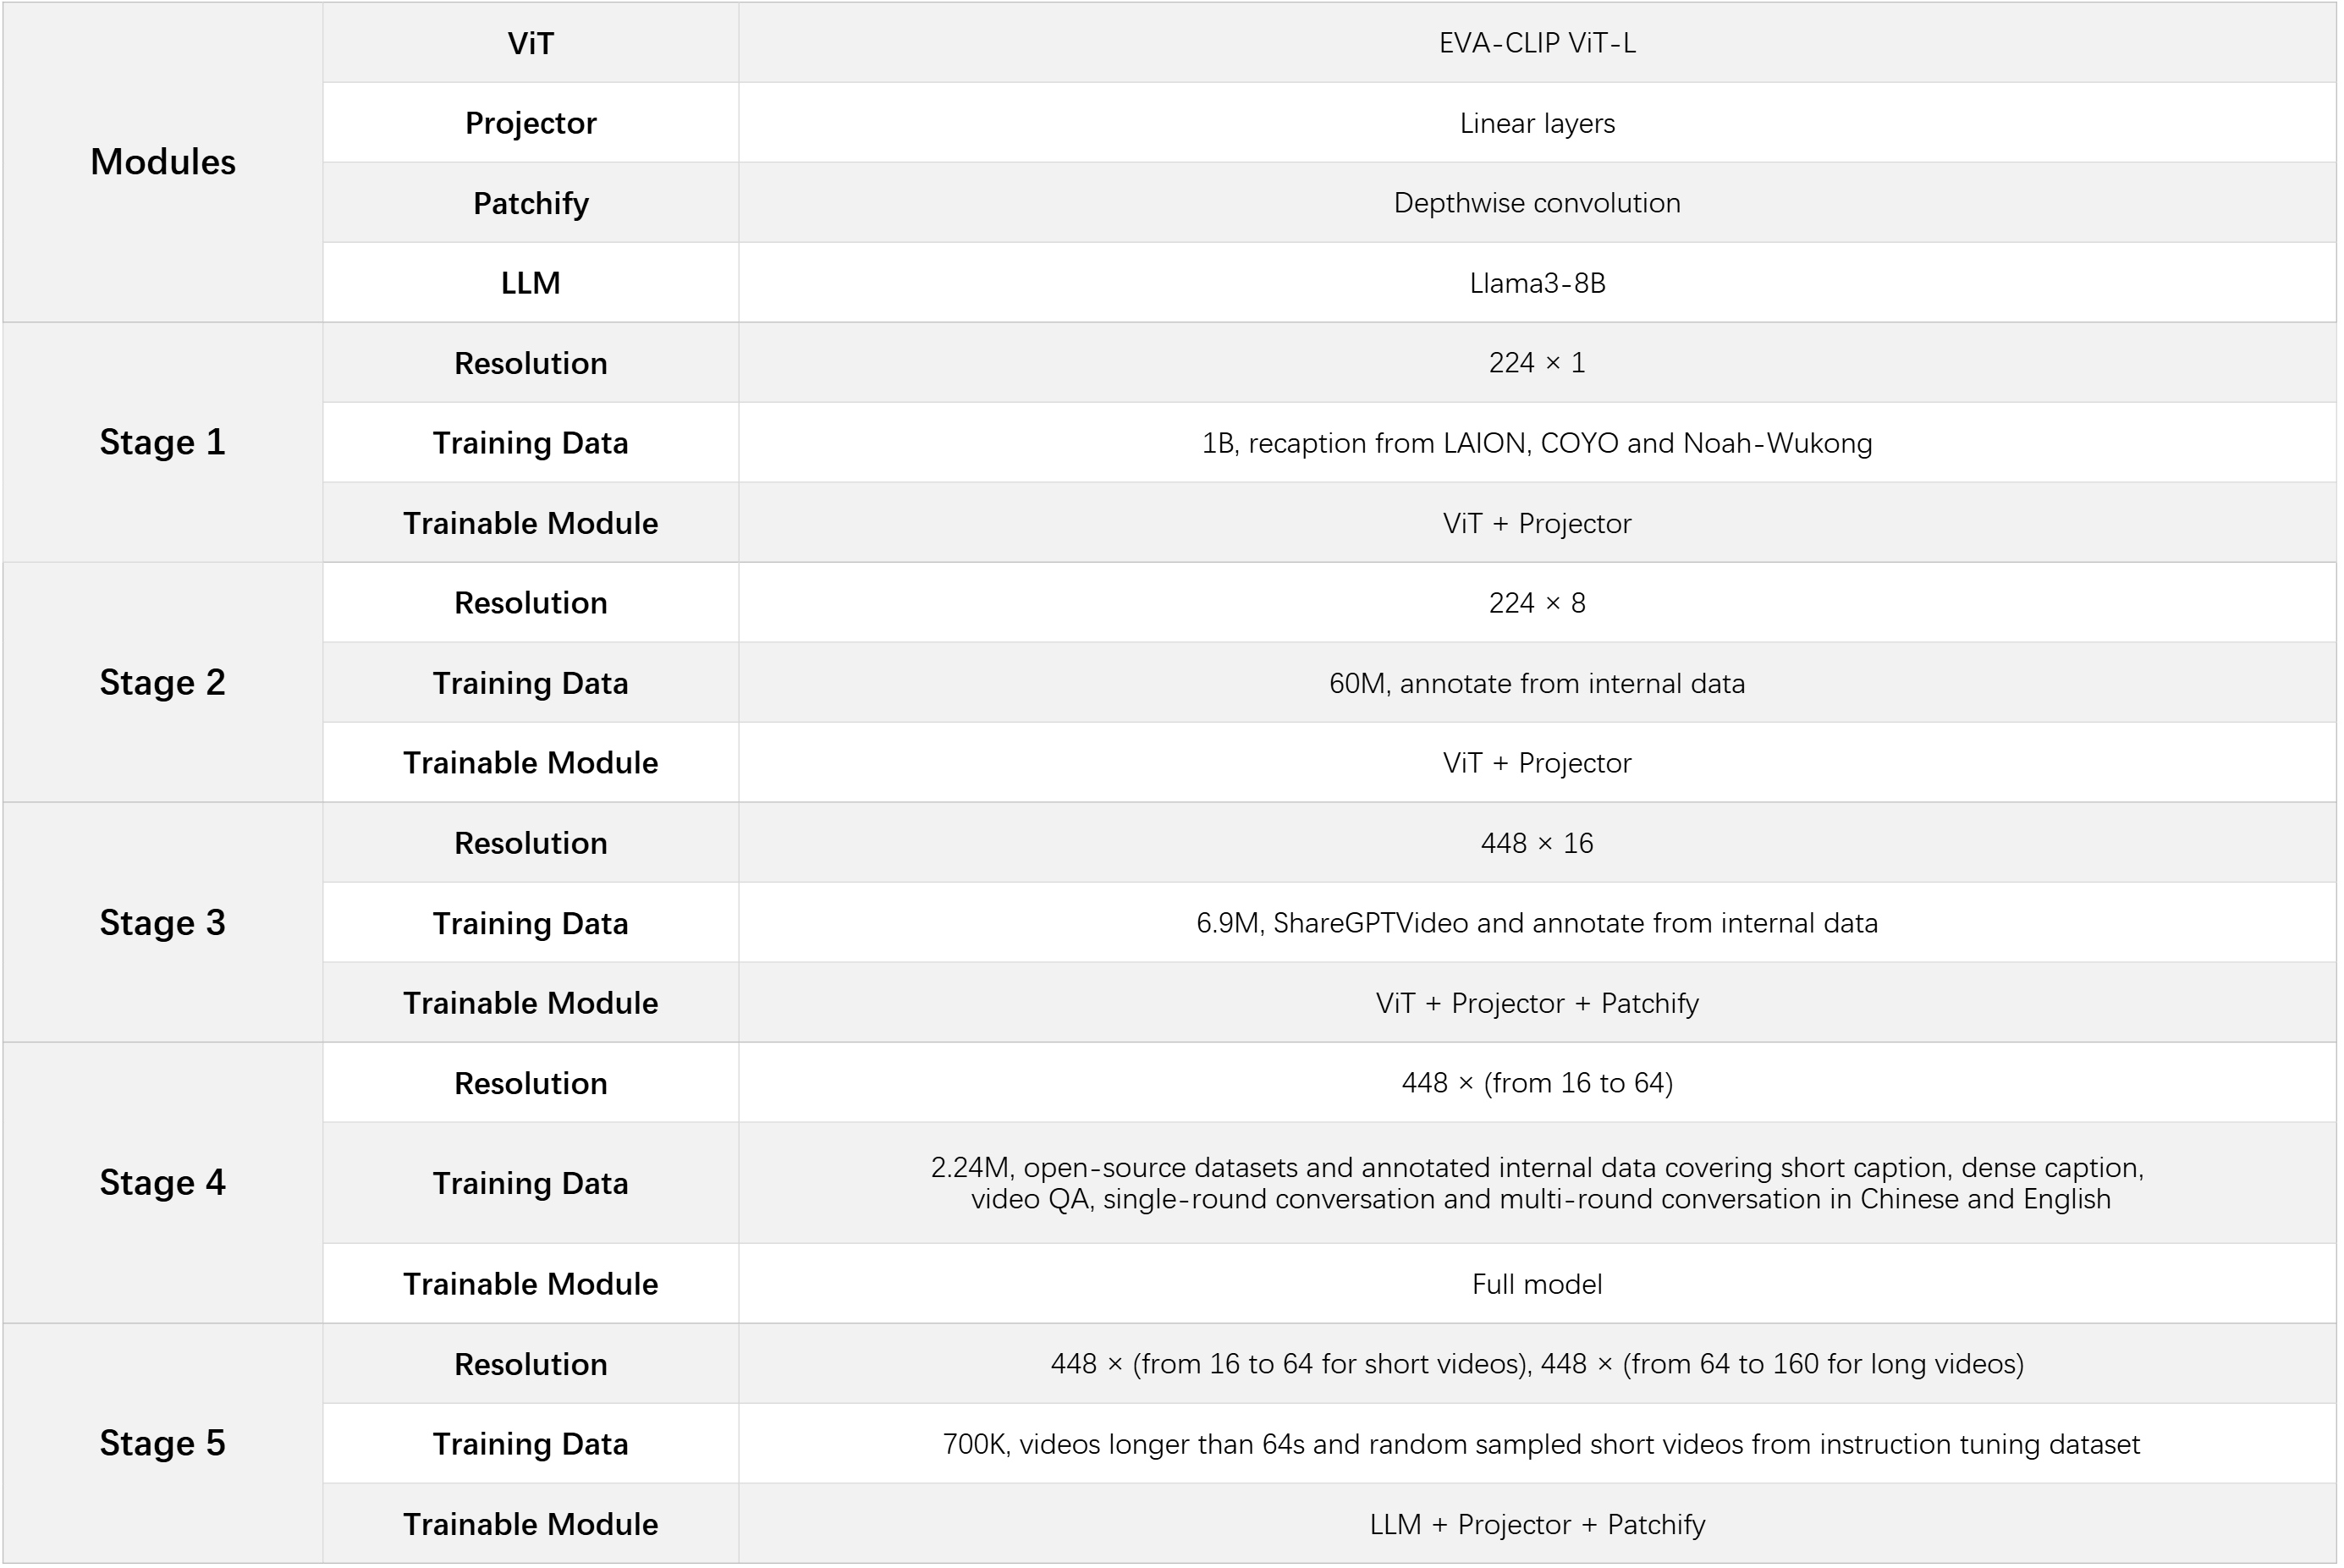 Modules
ViT
EVA-CLIP ViT-L
Projector
Linear layers
Patchify
Depthwise convolution
LLM
Llama3-8B
Stage 1
Resolution
224 × 1
Training Data
1B, recaption from LAION, COYO and Noah-Wukong
Trainable Module
ViT + Projector
Stage 2
Resolution
224 × 8
Training Data
60M, annotate from internal data
Trainable Module
ViT + Projector
Stage 3
Resolution
448 × 16
Training Data
6.9M, ShareGPTVideo and annotate from internal data
Trainable Module
ViT + Projector + Patchify
Stage 4
Resolution
448 × (from 16 to 64)
Training Data
2.24M, open-source datasets and annotated internal data covering short caption, dense caption,
video QA, single-round conversation and multi-round conversation in Chinese and English
Trainable Module
Full model
Stage 5
Resolution
448 × (from 16 to 64 for short videos), 448 × (from 64 to 160 for long videos)
Training Data
700K, videos longer than 64s and random sampled short videos from instruction tuning dataset
Trainable Module
LLM + Projector + Patchify